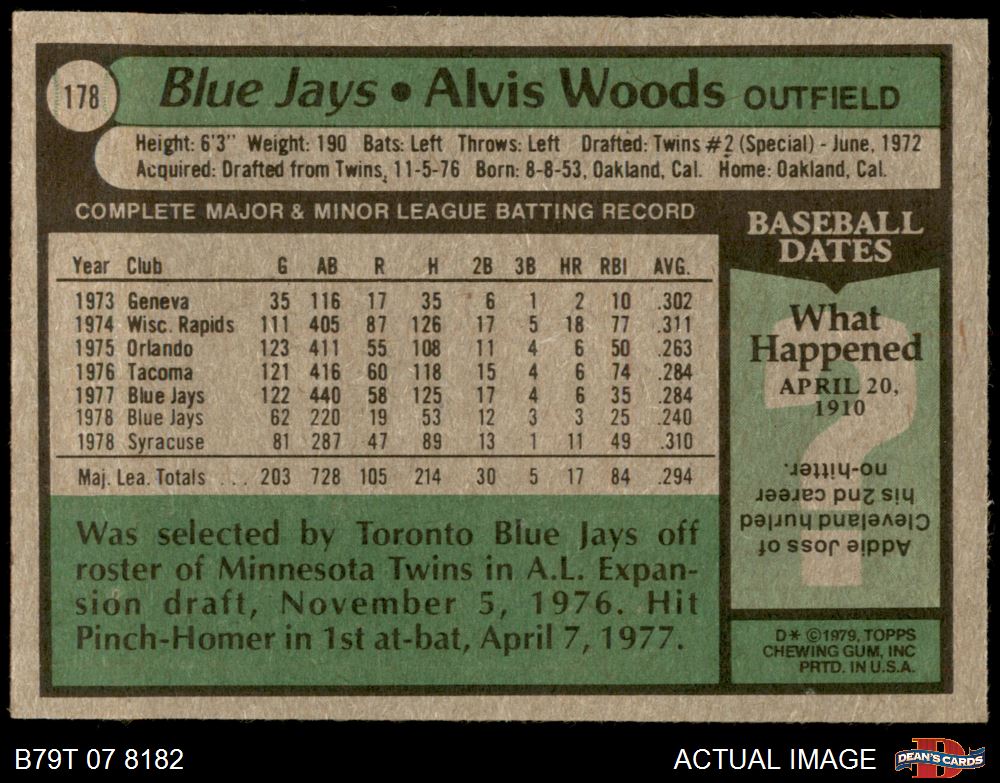 178
Blue Jays • Alvis Woods OUTFIELD
Height: 6'3" Weight: 190 Bats: Left Throws: Left Drafted: Twins #2 (Special) - June, 1972
Acquired: Drafted from Twins, 11-5-76 Born: 8-8-53, Oakland, Cal. Home: Oakland, Cal.
COMPLETE MAJOR & MINOR LEAGUE BATTING RECORD
Year Club G AB R H 2B 3B HR RBI AVG.
1973 Geneva 35 116 17 35 6 1 2 10 .302
1974 Wisc. Rapids 111 405 87 126 17 5 18 77 .311
1975 Orlando 123 411 55 108 11 4 6 50 .263
1976 Tacoma 121 416 60 118 15 4 6 74 .284
1977 Blue Jays 122 440 58 125 17 4 6 35 .284
1978 Blue Jays 62 220 19 53 12 3 3 25 .240
1978 Syracuse 81 287 47 89 13 1 11 49 .310
Maj. Lea. Totals ... 203 728 105 214 30 5 17 84 .294
Was selected by Toronto Blue Jays off
roster of Minnesota Twins in A.L. Expan-
sion draft, November 5, 1976. Hit
Pinch-Homer in 1st at-bat, April 7, 1977.
BASEBALL
DATES
What
Happened
APRIL 20,
1910
?
Addie Joss of
Cleveland hurled
his 2nd career
no-hitter.
D* ©1979, TOPPS
CHEWING GUM, INC
PRTD. IN U.S.A.
B79T 07 8182
ACTUAL IMAGE
D
DEAN'S CARDS